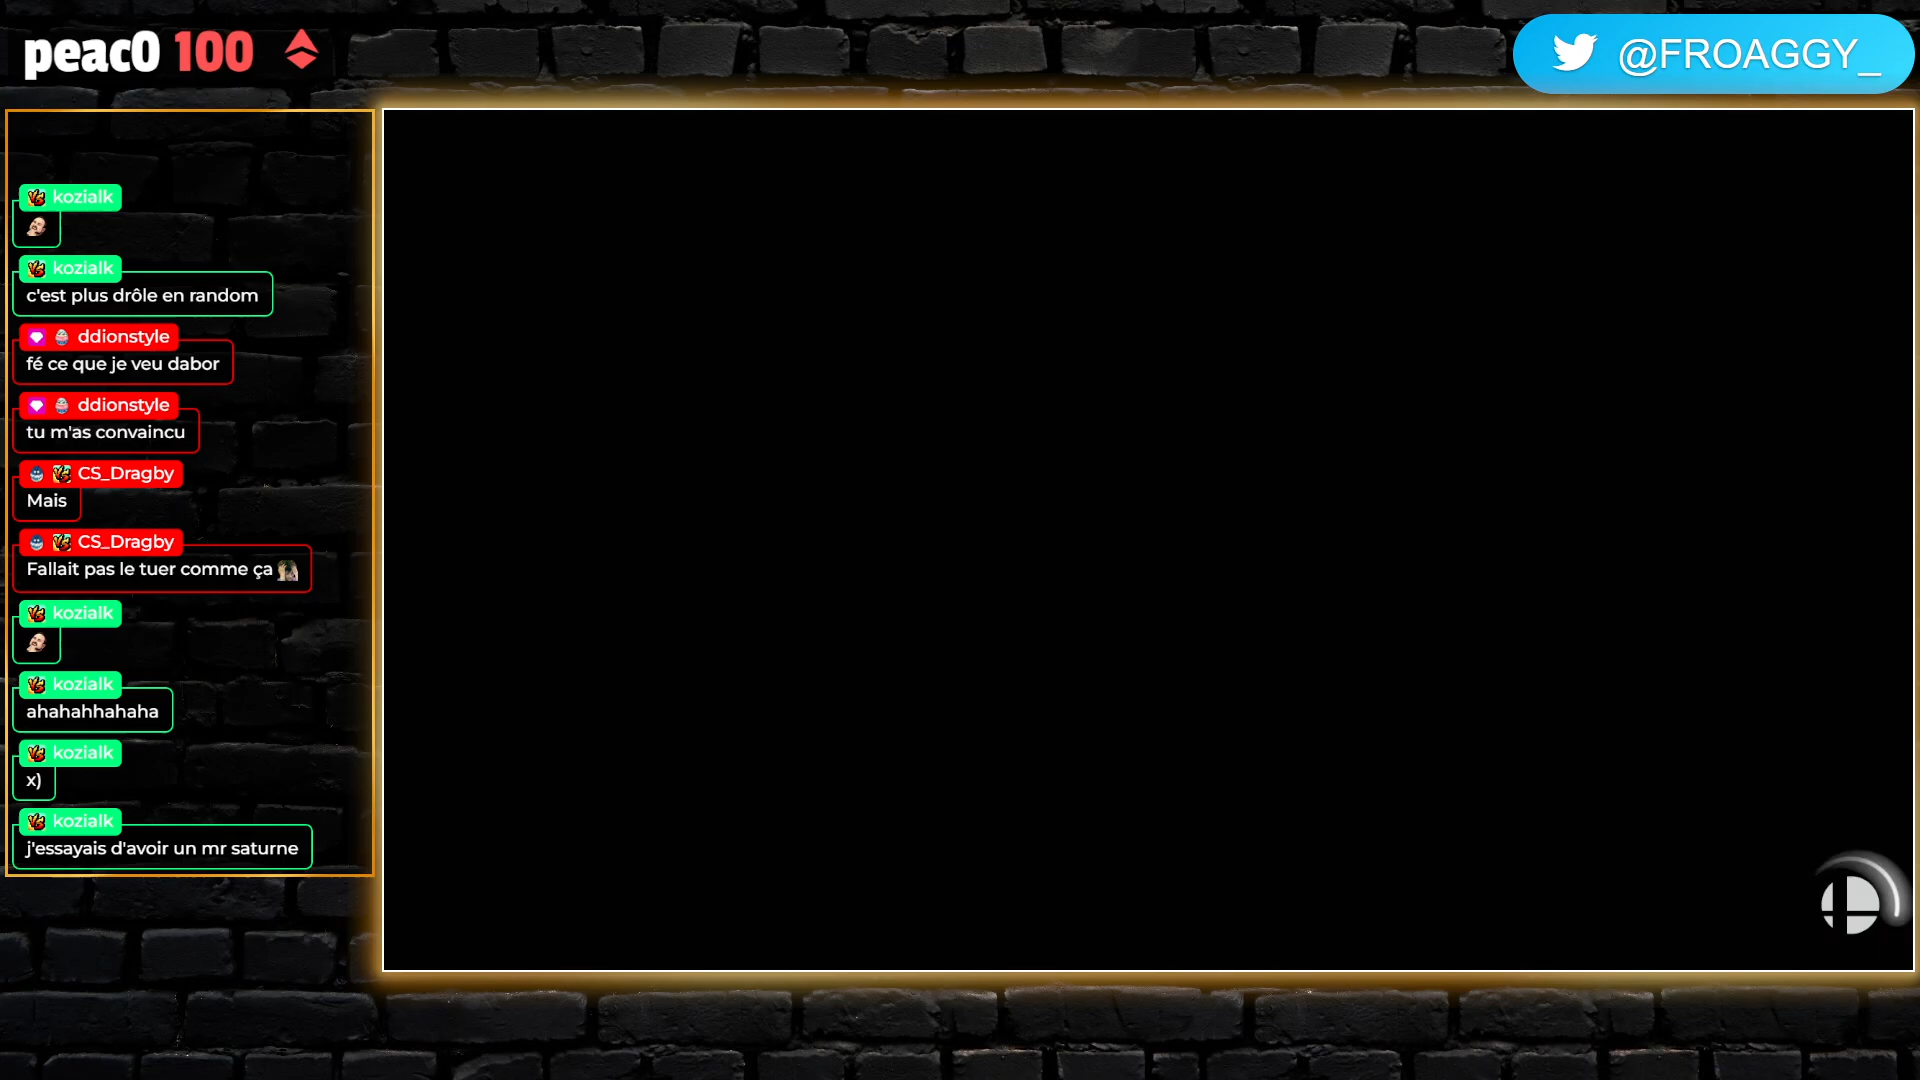 peac0 100
@FROAGGY_
kozialk
kozialk
c'est plus drôle en random
ddionstyle
fé ce que je veu dabor
ddionstyle
tu m'as convaincu
CS_Dragby
Mais
CS_Dragby
Fallait pas le tuer comme ça
kozialk
kozialk
ahahahhahaha
kozialk
x)
kozialk
j'essayais d'avoir un mr saturne